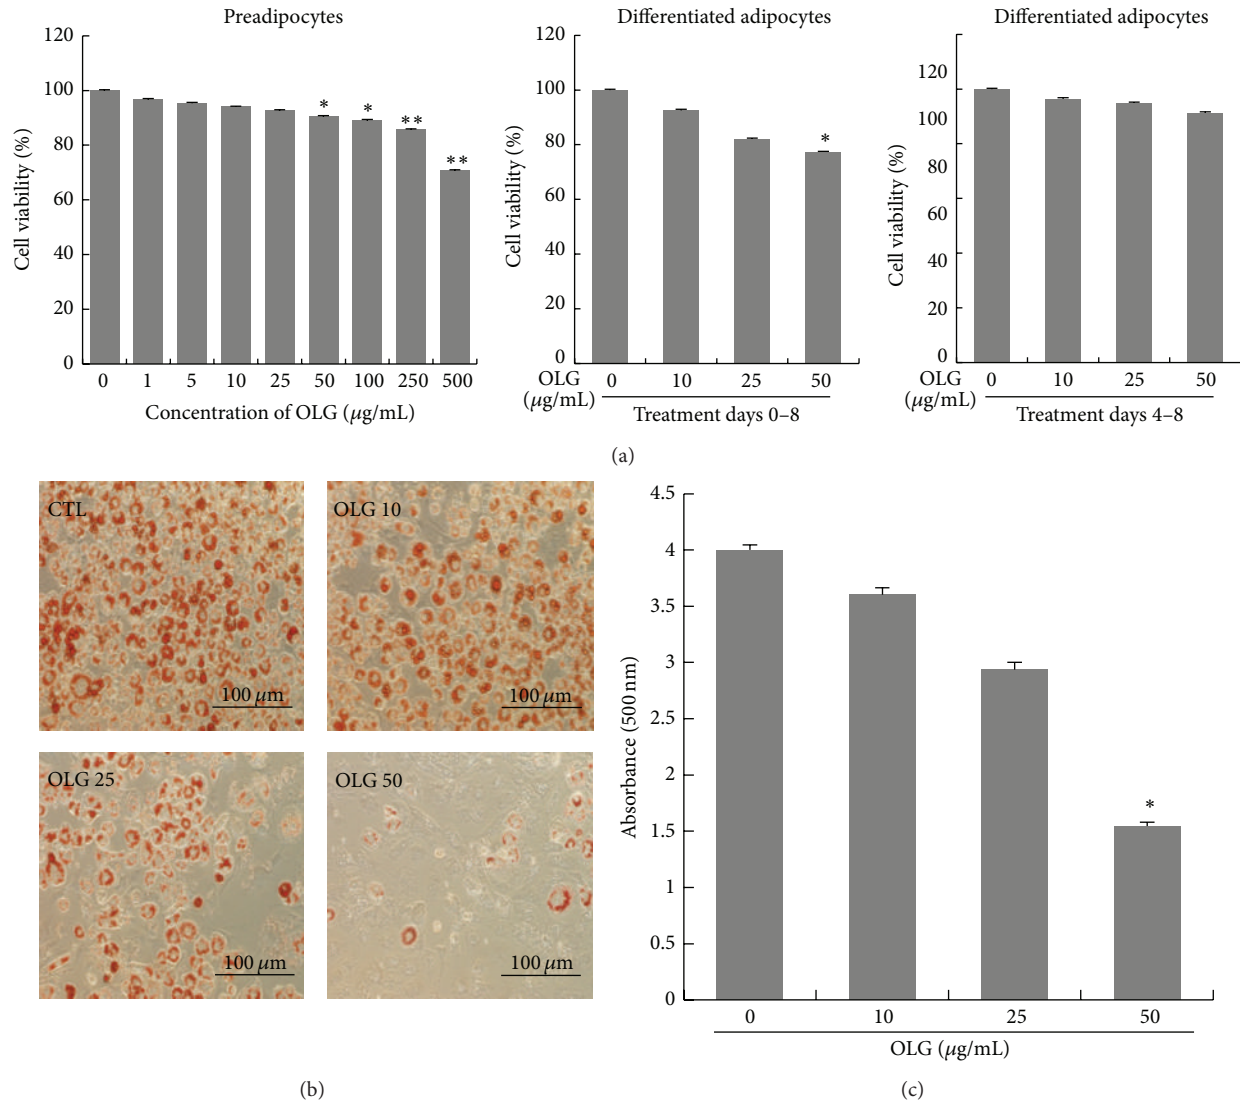 Preadipocytes
Cell viability (%)
120
100
80
60
40
20
0
*
*
**
**
0 1 5 10 25 50 100 250 500
Concentration of OLG (μg/mL)
Differentiated adipocytes
Cell viability (%)
120
100
80
60
40
20
0
*
OLG (μg/mL)
0 10 25 50
Treatment days 0–8
Differentiated adipocytes
Cell viability (%)
120
100
80
60
40
20
0
OLG (μg/mL)
0 10 25 50
Treatment days 4–8
(a)
CTL
100 μm
OLG 10
100 μm
OLG 25
100 μm
OLG 50
100 μm
(b)
Absorbance (500 nm)
4.5
4
3.5
3
2.5
2
1.5
1
0.5
0
*
0 10 25 50
OLG (μg/mL)
(c)